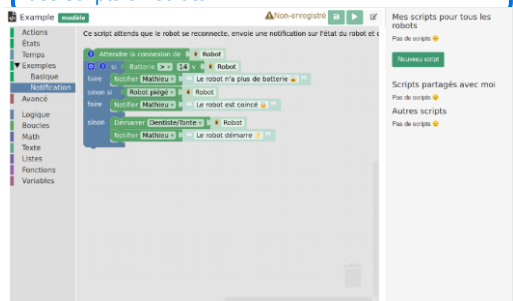 Example modèle
Non-enregistré
Actions
États
Temps
Exemples
Basique
Notification
Avancé
Logique
Boucles
Math
Texte
Listes
Fonctions
Variables
Ce script attends que le robot se reconnecte, envoie une notification sur l'état du robot et d
Attendre la connexion de Robot
si Batterie > 14 v Robot
faire Notifier Mathieu Le robot n'a plus de batterie
sinon si Robot piégé Robot
faire Notifier Mathieu Le robot est coincé
sinon Démarrer Dentiste/Tonte Robot
Notifier Mathieu Le robot démarre
Mes scripts pour tous les
robots
Pas de scripts
Nouveau script
Scripts partagés avec moi
Pas de scripts
Autres scripts
Pas de scripts